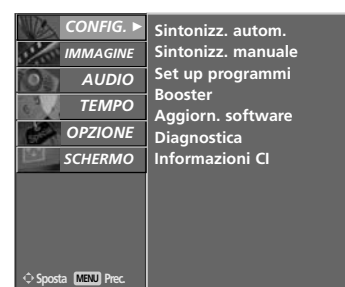 CONFIG. ►
IMMAGINE
AUDIO
TEMPO
OPZIONE
SCHERMO
Sintonizz. autom.
Sintonizz. manuale
Set up programmi
Booster
Aggiorn. software
Diagnostica
Informazioni CI
Sposta MENU Prec.